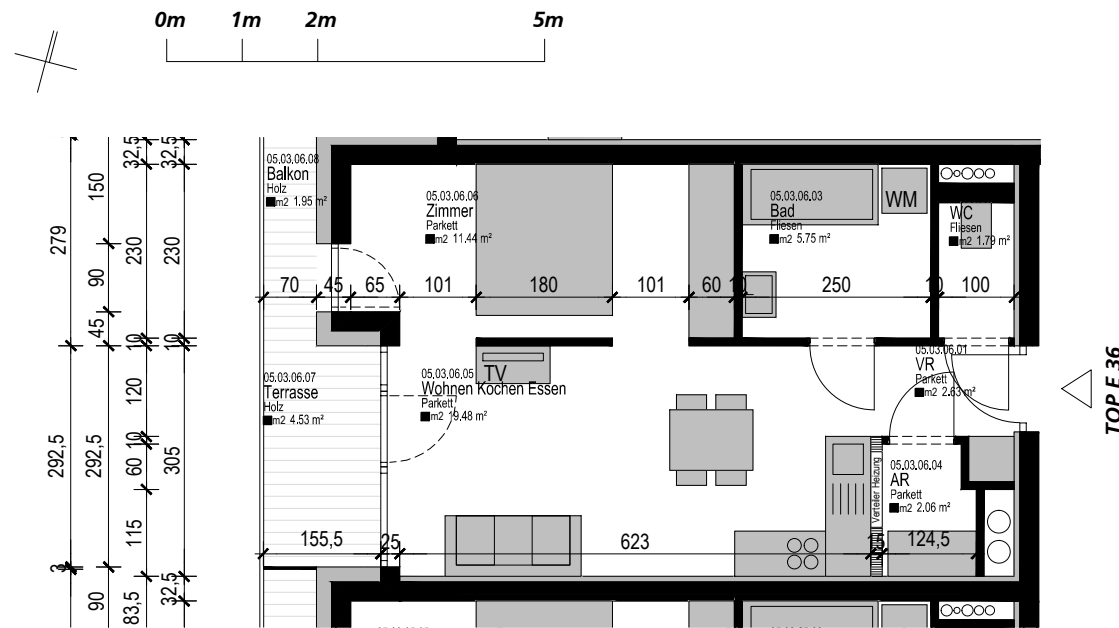 0m 1m 2m 5m
05.03.06.08
Balkon
Holz
m2 1.95 m²
05.03.06.06
Zimmer
Parkett
m2 11.44 m²
05.03.06.03
Bad
Fliesen
m2 5.75 m²
WM
WC
Fliesen
m2 1.79 m²
70 45 65 101 180 101 60 10 250 10 100
279
150
90
45
32,5
230
10
32,5
230
10
05.03.06.01
VR
Parkett
m2 2.63 m²
TV
05.03.06.05
Wohnen Kochen Essen
Parkett
m2 19.48 m²
05.03.06.07
Terrasse
Holz
m2 4.53 m²
TOP E 36
292,5
292,5
120
10
60
115
305
05.03.06.04
AR
Parkett
m2 2.06 m²
Verteiler Heizung
155,5 25 623 15 124,5
90
83,5
32,5